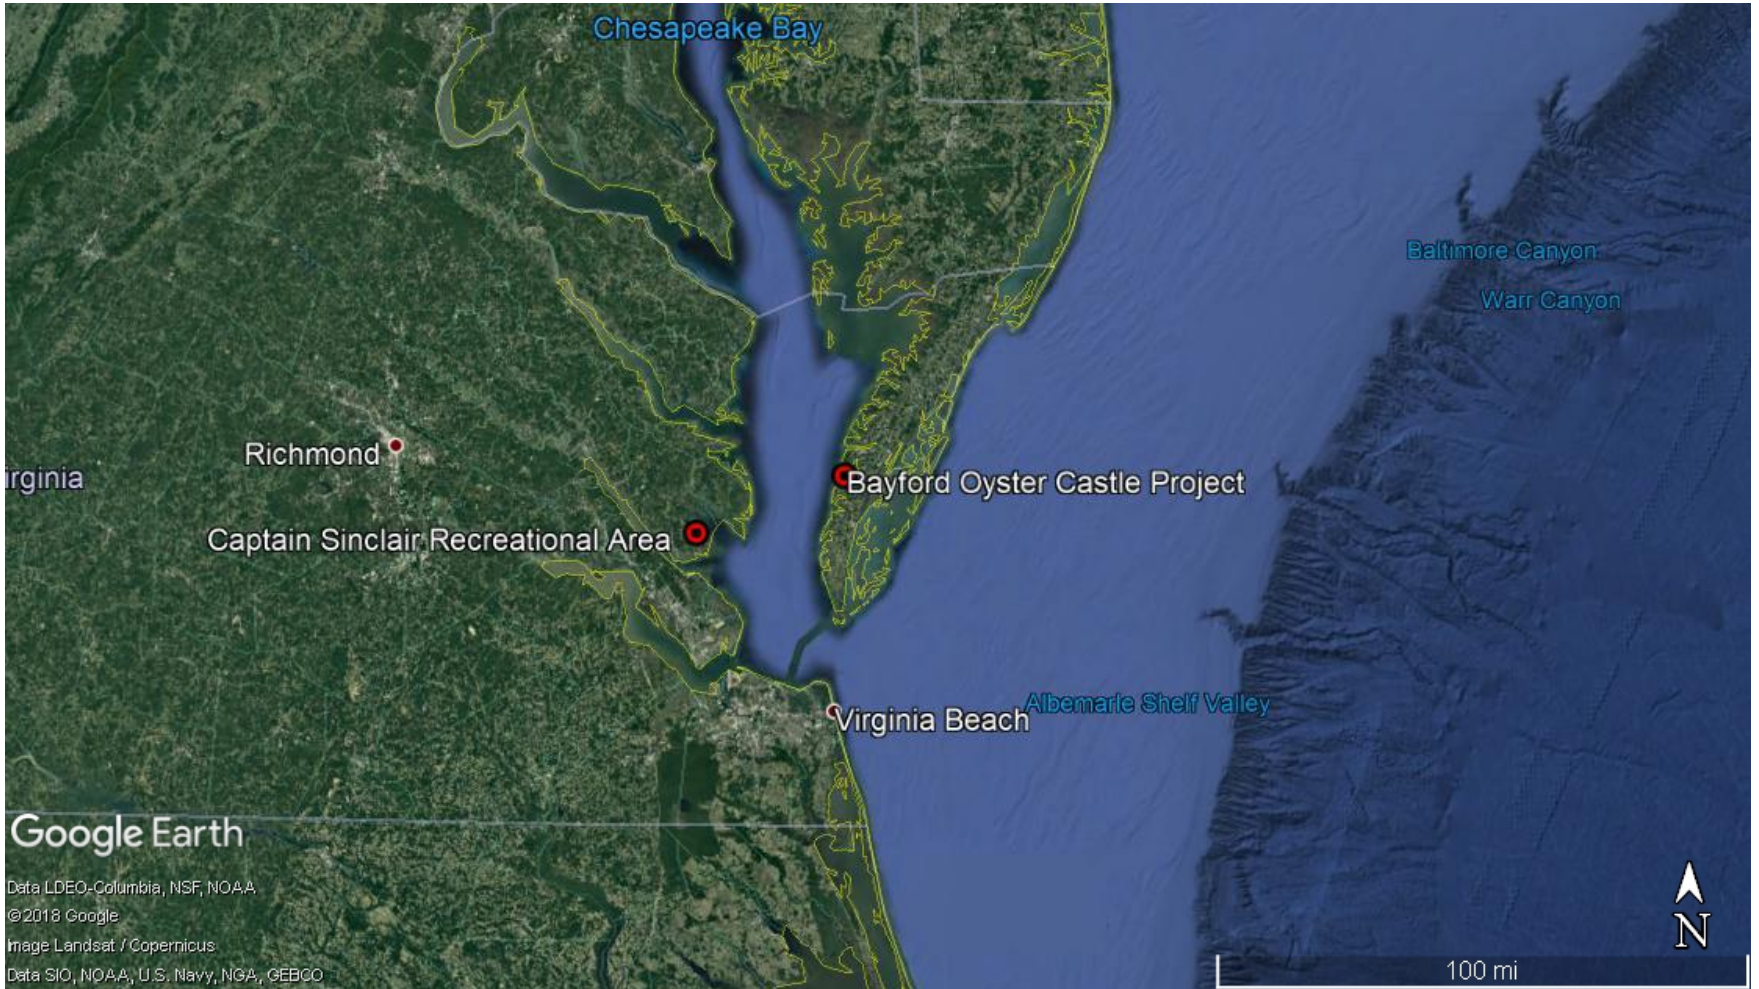 Chesapeake Bay
Baltimore Canyon
Warr Canyon
Richmond
irginia
Bayford Oyster Castle Project
Captain Sinclair Recreational Area
Albemarle Shelf Valley
Virginia Beach
Google Earth
Data LDEO-Columbia, NSF, NOAA
© 2018 Google
Image Landsat / Copernicus
Data SIO, NOAA, U.S. Navy, NGA, GEBCO
N
100 mi